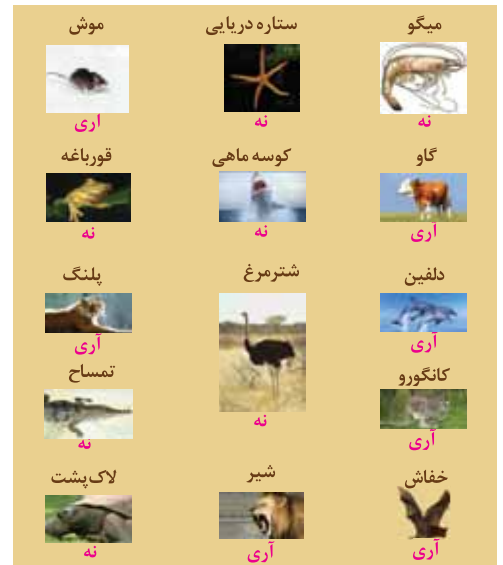 میگو ستاره دریایی موش
نه نه آری
گاو کوسه ماهی قورباغه
آری نه نه
دلفین شترمرغ پلنگ
آری آری
کانگورو تمساح
آری نه نه
خفاش شیر لاک‌پشت
آری آری نه